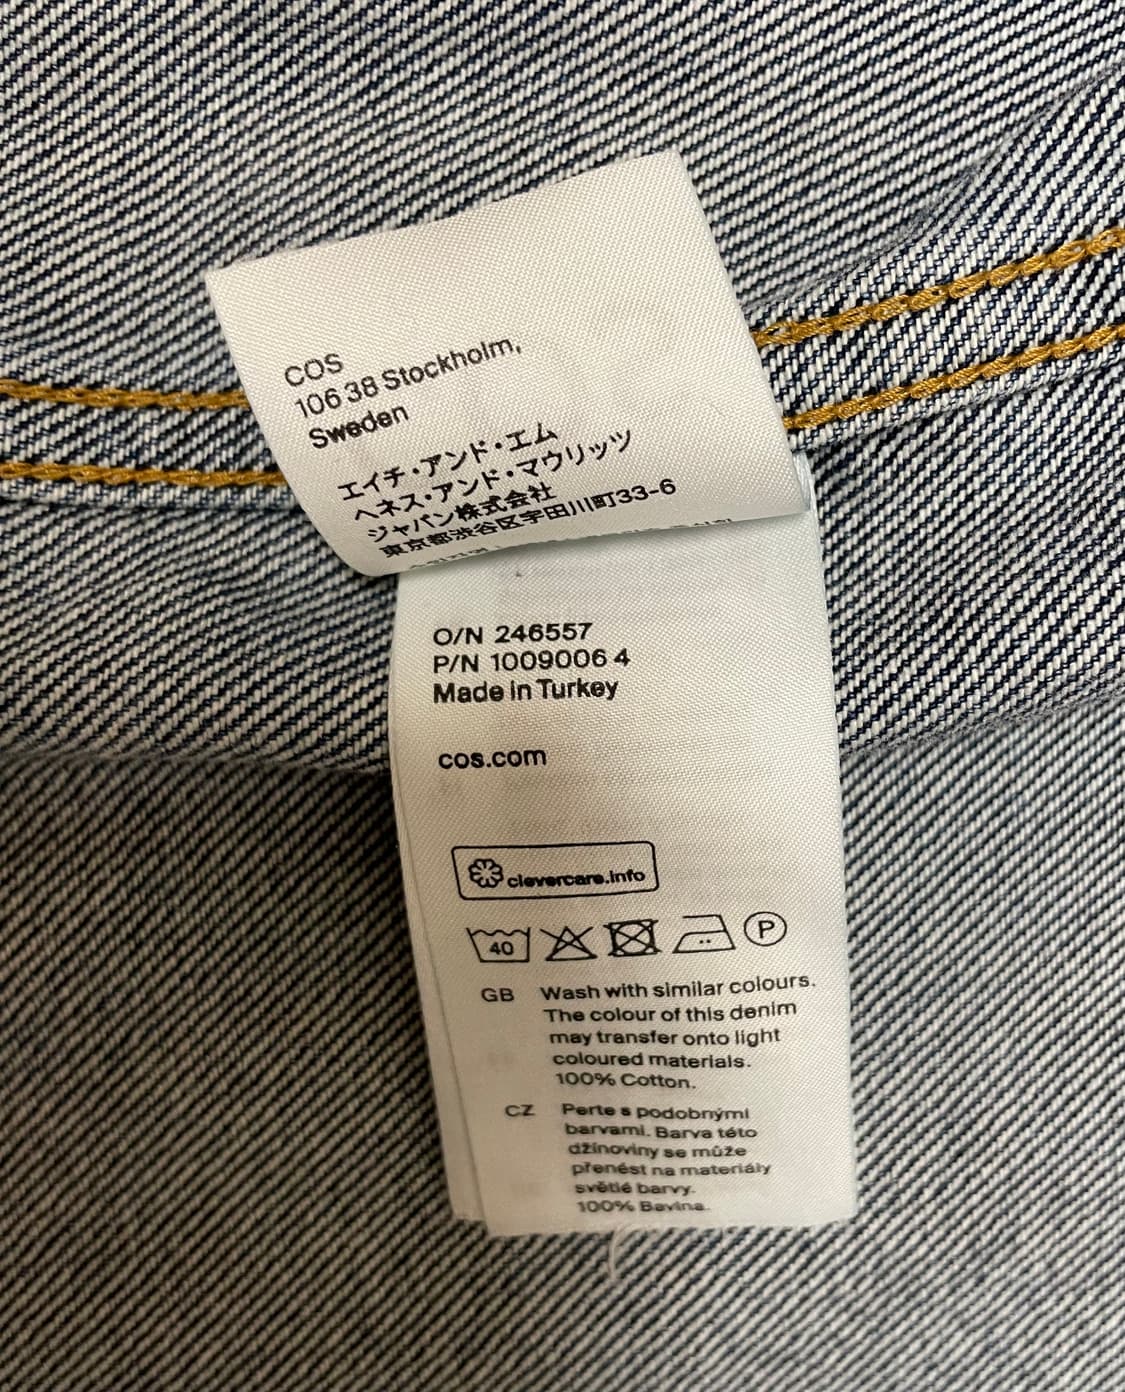 COS
106 38 Stockholm,
Sweden
エイチ・アンド・エム
ヘネス・アンド・マウリッツ
ジャパン株式会社
東京都渋谷区宇田川町33-6
O/N 246557
P/N 1009006 4
Made in Turkey
cos.com
clevercare.info
40
P
GB Wash with similar colours.
The colour of this denim
may transfer onto light
coloured materials.
100% Cotton.
CZ Perte s podobnými
barvami. Barva této
džínoviny se může
přenést na materiály
světlé barvy.
100% Bavlna.